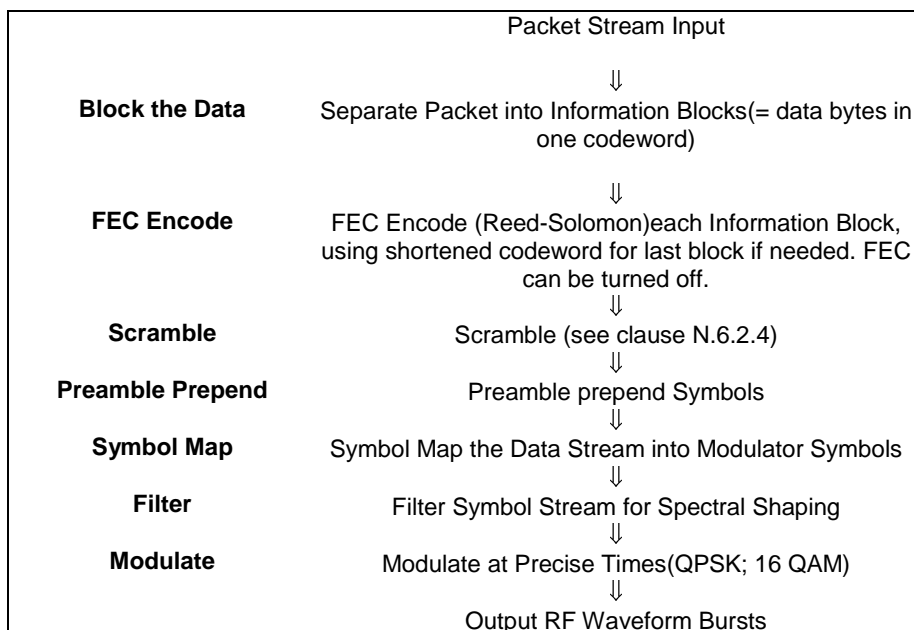 Packet Stream Input
⇓
Block the Data Separate Packet into Information Blocks(= data bytes in
one codeword)
⇓
FEC Encode FEC Encode (Reed-Solomon)each Information Block,
using shortened codeword for last block if needed. FEC
can be turned off.
⇓
Scramble Scramble (see clause N.6.2.4)
⇓
Preamble Prepend Preamble prepend Symbols
⇓
Symbol Map Symbol Map the Data Stream into Modulator Symbols
⇓
Filter Filter Symbol Stream for Spectral Shaping
⇓
Modulate Modulate at Precise Times(QPSK; 16 QAM)
⇓
Output RF Waveform Bursts